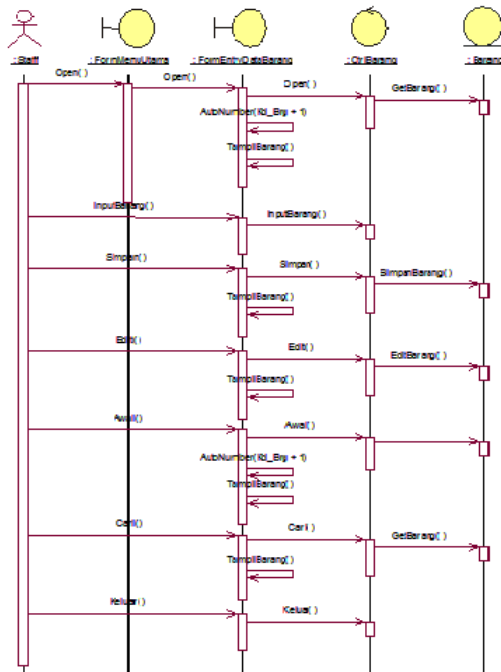 : Staff : FormMenuUtama : FormEntryDataBarang : CtrlBarang : Barang
Open( ) Open( ) Open( ) GetBarang( )
AutoNumber(Kd_Brg + 1)
TampilBarang( )
InputBarang( ) InputBarang( )
Simpan( ) Simpan( ) SimpanBarang( )
TampilBarang( )
Edit( ) Edit( ) EditBarang( )
TampilBarang( )
Awal( ) Awal( )
AutoNumber(Kd_Brg + 1)
TampilBarang( )
Cari( ) Cari( ) GetBarang( )
TampilBarang( )
Keluar( ) Keluar( )